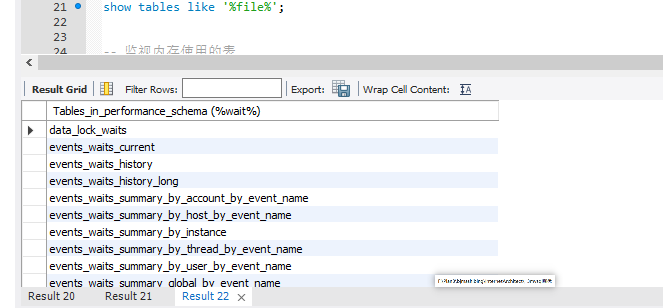 21 show tables like '%file%';
22
23
24 -- 监视内存使用的表
Result Grid Filter Rows: Export: Wrap Cell Content:
Tables_in_performance_schema (%wait%)
data_lock_waits
events_waits_current
events_waits_history
events_waits_history_long
events_waits_summary_by_account_by_event_name
events_waits_summary_by_host_by_event_name
events_waits_summary_by_instance
events_waits_summary_by_thread_by_event_name
events_waits_summary_by_user_by_event_name
events_waits_summary_global_by_event_name
Result 20 Result 21 Result 22